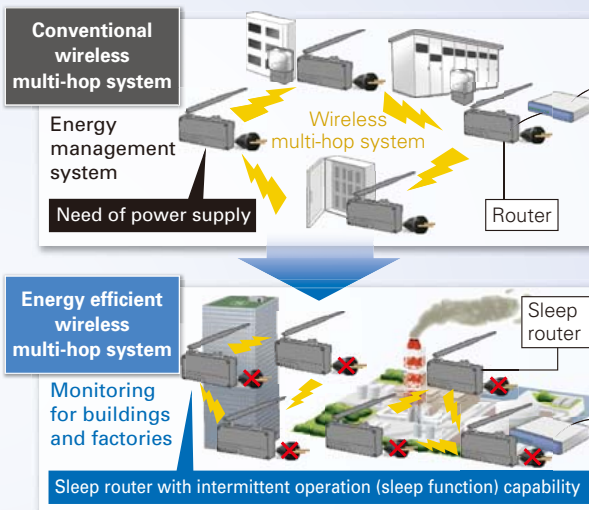 Conventional
wireless
multi-hop system
Energy
management
system
Wireless
multi-hop system
Need of power supply
Router
Energy efficient
wireless
multi-hop system
Sleep
router
Monitoring
for buildings
and factories
Sleep router with intermittent operation (sleep function) capability